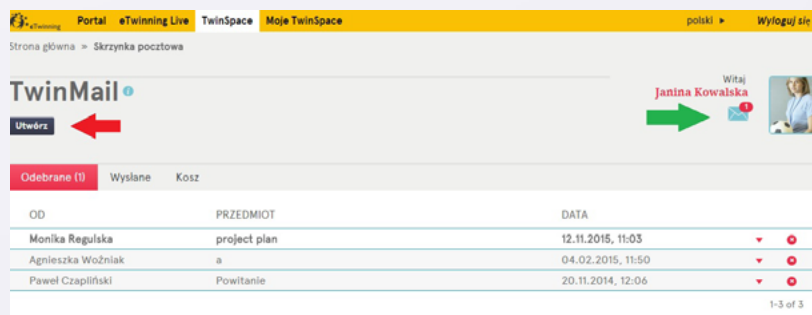 eTwinning Portal eTwinning Live TwinSpace Moje TwinSpace polski Wyloguj się
Strona główna » Skrzynka pocztowa
Witaj
TwinMail i
Janina Kowalska
1
Utwórz
Odebrane (1) Wysłane Kosz
OD PRZEDMIOT DATA
Monika Regulska project plan 12.11.2015, 11:03
Agnieszka Woźniak a 04.02.2015, 11:50
Paweł Czapliński Powitanie 20.11.2014, 12:06
1-3 of 3